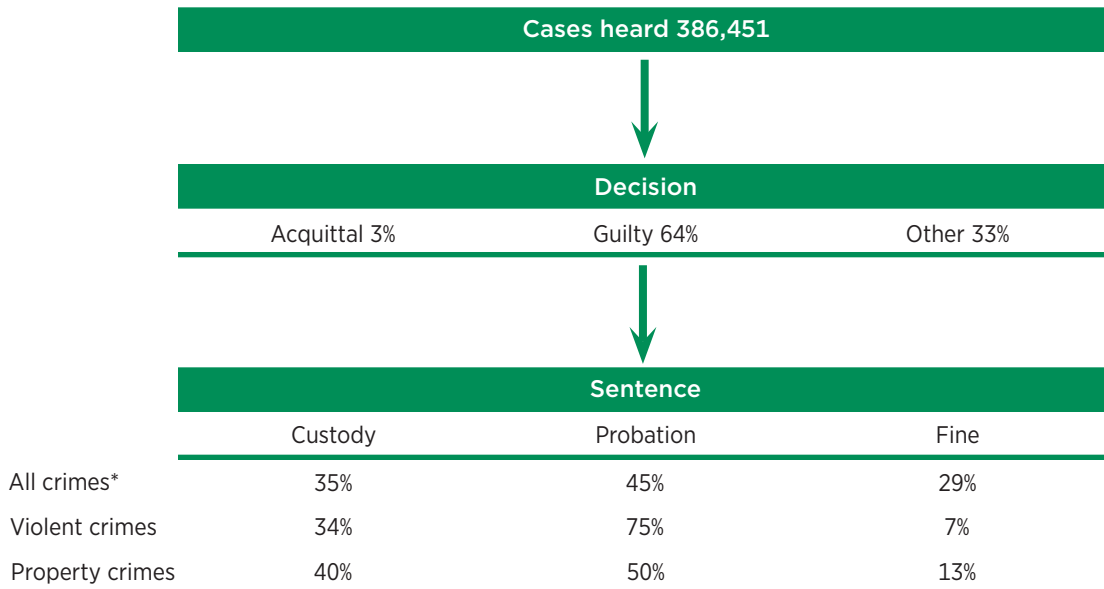 Cases heard 386,451
Decision
Acquittal 3% Guilty 64% Other 33%
Sentence
Custody Probation Fine
All crimes* 35% 45% 29%
Violent crimes 34% 75% 7%
Property crimes 40% 50% 13%